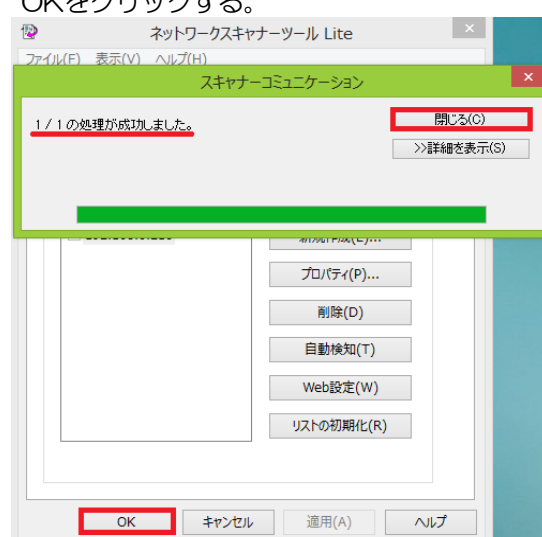 OKをクリックする。
ネットワークスキャナーツール Lite
ファイル(F) 表示(V) ヘルプ(H)
スキャナーコミュニケーション
1/1の処理が成功しました。
閉じる(C)
>>詳細を表示(S)
プロパティ(P)...
削除(D)
自動検知(T)
Web設定(W)
リストの初期化(R)
OK
キャンセル
適用(A)
ヘルプ